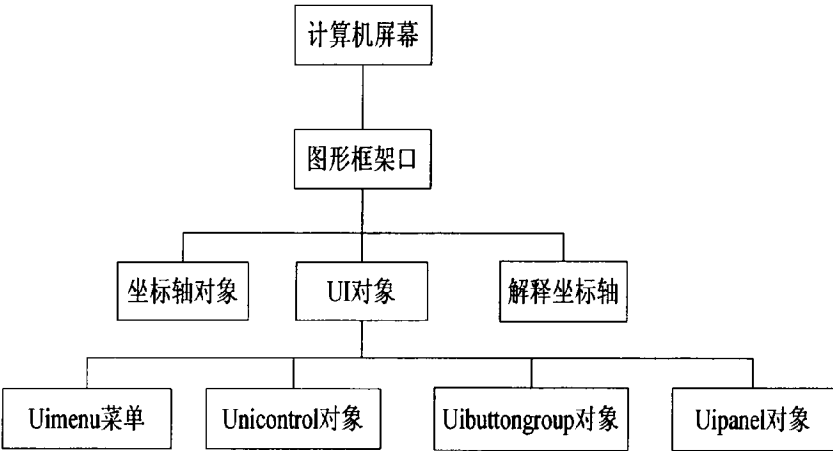 计算机屏幕
图形框架口
坐标轴对象
UI对象
解释坐标轴
Uimenu菜单
Unicontrol对象
Uibuttongroup对象
Uipanel对象